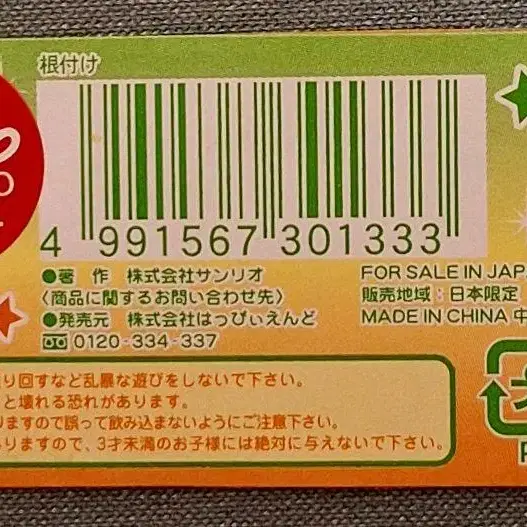 根付け
4 991567 301333
●著 作 株式会社サンリオ
〈商品に関するお問い合わせ先〉
●発売元 株式会社はっぴぃえんど
0120-334-337
FOR SALE IN JAP
販売地域：日本限定
MADE IN CHINA 中
り回すなど乱暴な遊びをしないで下さい。
と壊れる恐れがあります。
りますので誤って飲み込まないようにご注意下さい。
ありますので、3才未満のお子様には絶対に与えないで下さい。